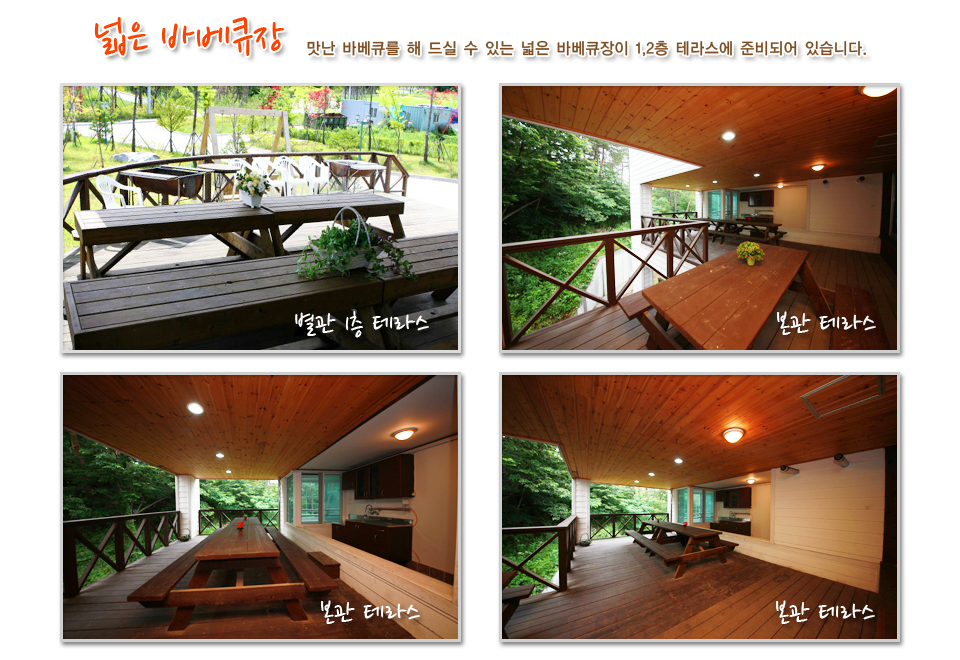 넓은 바베큐장
맛난 바베큐를 해 드실 수 있는 넓은 바베큐장이 1,2층 테라스에 준비되어 있습니다.
별관 1층 테라스
본관 테라스
본관 테라스
본관 테라스